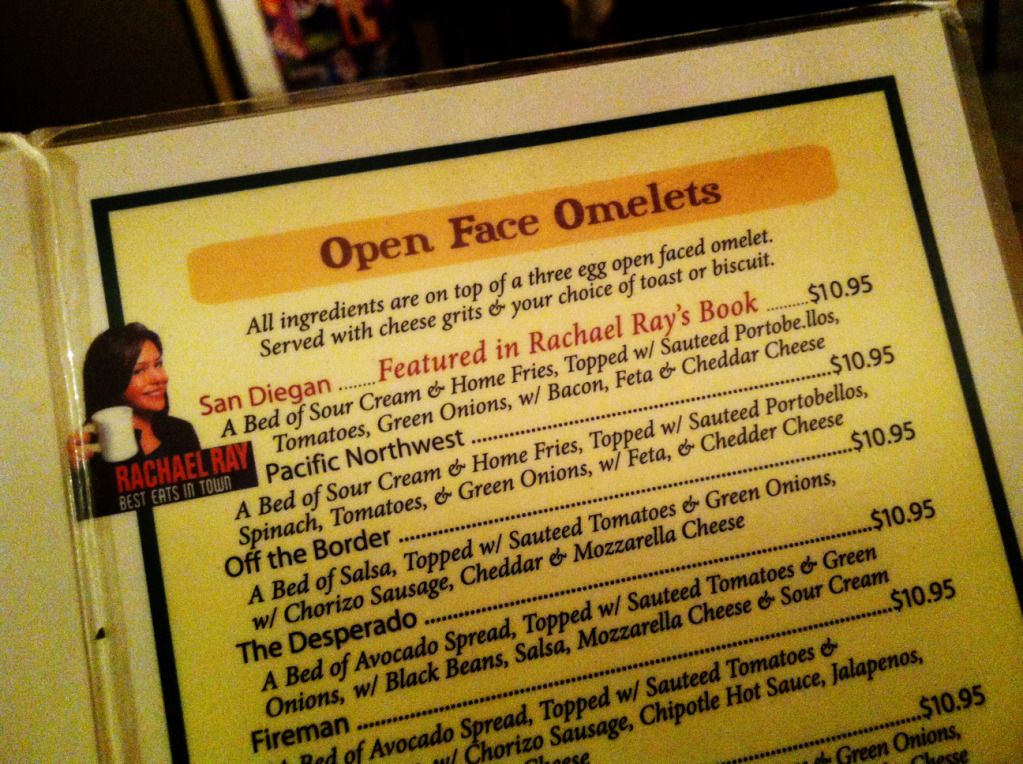 Open Face Omelets
All ingredients are on top of a three egg open faced omelet.
Served with cheese grits & your choice of toast or biscuit.
San Diegan ........ Featured in Rachael Ray's Book .........$10.95
A Bed of Sour Cream & Home Fries, Topped w/ Sauteed Portobe.llos,
Tomatoes, Green Onions, w/ Bacon, Feta & Cheddar Cheese
Pacific Northwest ........................................$10.95
A Bed of Sour Cream & Home Fries, Topped w/ Sauteed Portobellos,
Spinach, Tomatoes, & Green Onions, w/ Feta, & Chedder Cheese
Off the Border ........................................$10.95
A Bed of Salsa, Topped w/ Sauteed Tomatoes & Green Onions,
w/ Chorizo Sausage, Cheddar & Mozzarella Cheese
The Desperado ........................................$10.95
A Bed of Avocado Spread, Topped w/ Sauteed Tomatoes & Green
Onions, w/ Black Beans, Salsa, Mozzarella Cheese & Sour Cream
Fireman ........................................$10.95
Bed of Avocado Spread, Topped w/ Sauteed Tomatoes &
w/ Chorizo Sausage, Chipotle Hot Sauce, Jalapenos,
Cheese
$10.95
& Green Onions,
RACHAEL RAY
BEST EATS IN TOWN